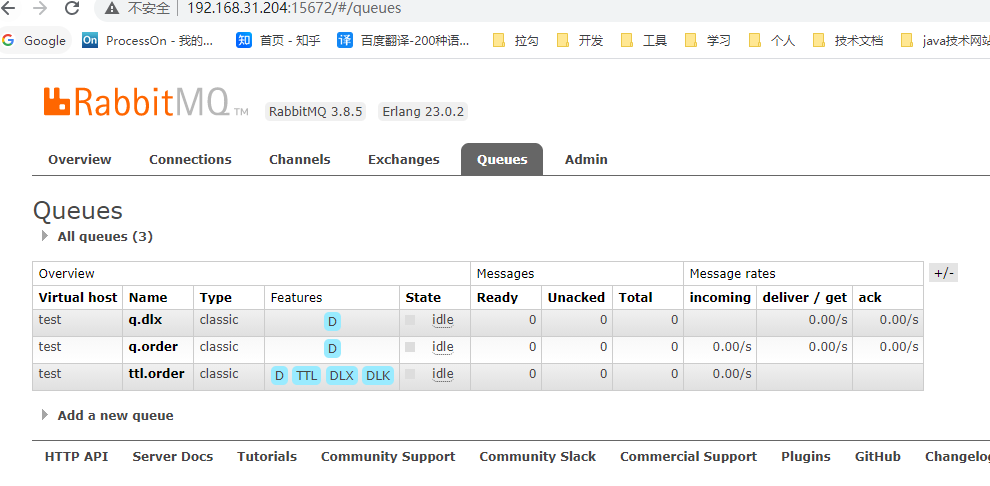 不安全 192.168.31.204:15672/#/queues
Google ProcessOn - 我的... 首页 - 知乎 百度翻译-200种语... 拉勾 开发 工具 学习 个人 技术文档 java技术网站
RabbitMQ TM RabbitMQ 3.8.5 Erlang 23.0.2
Overview Connections Channels Exchanges Queues Admin
Queues
All queues (3)
Overview Messages Message rates +/-
Virtual host Name Type Features State Ready Unacked Total incoming deliver / get ack
test q.dlx classic D idle 0 0 0 0.00/s 0.00/s
test q.order classic D idle 0 0 0 0.00/s 0.00/s 0.00/s
test ttl.order classic D TTL DLX DLK idle 0 0 0 0.00/s
Add a new queue
HTTP API Server Docs Tutorials Community Support Community Slack Commercial Support Plugins GitHub Changelog